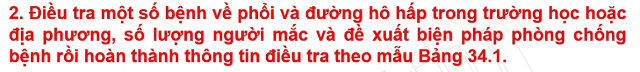 2. Điều tra một số bệnh về phổi và đường hô hấp trong trường học hoặc
địa phương, số lượng người mắc và đề xuất biện pháp phòng chống
bệnh rồi hoàn thành thông tin điều tra theo mẫu Bảng 34.1.